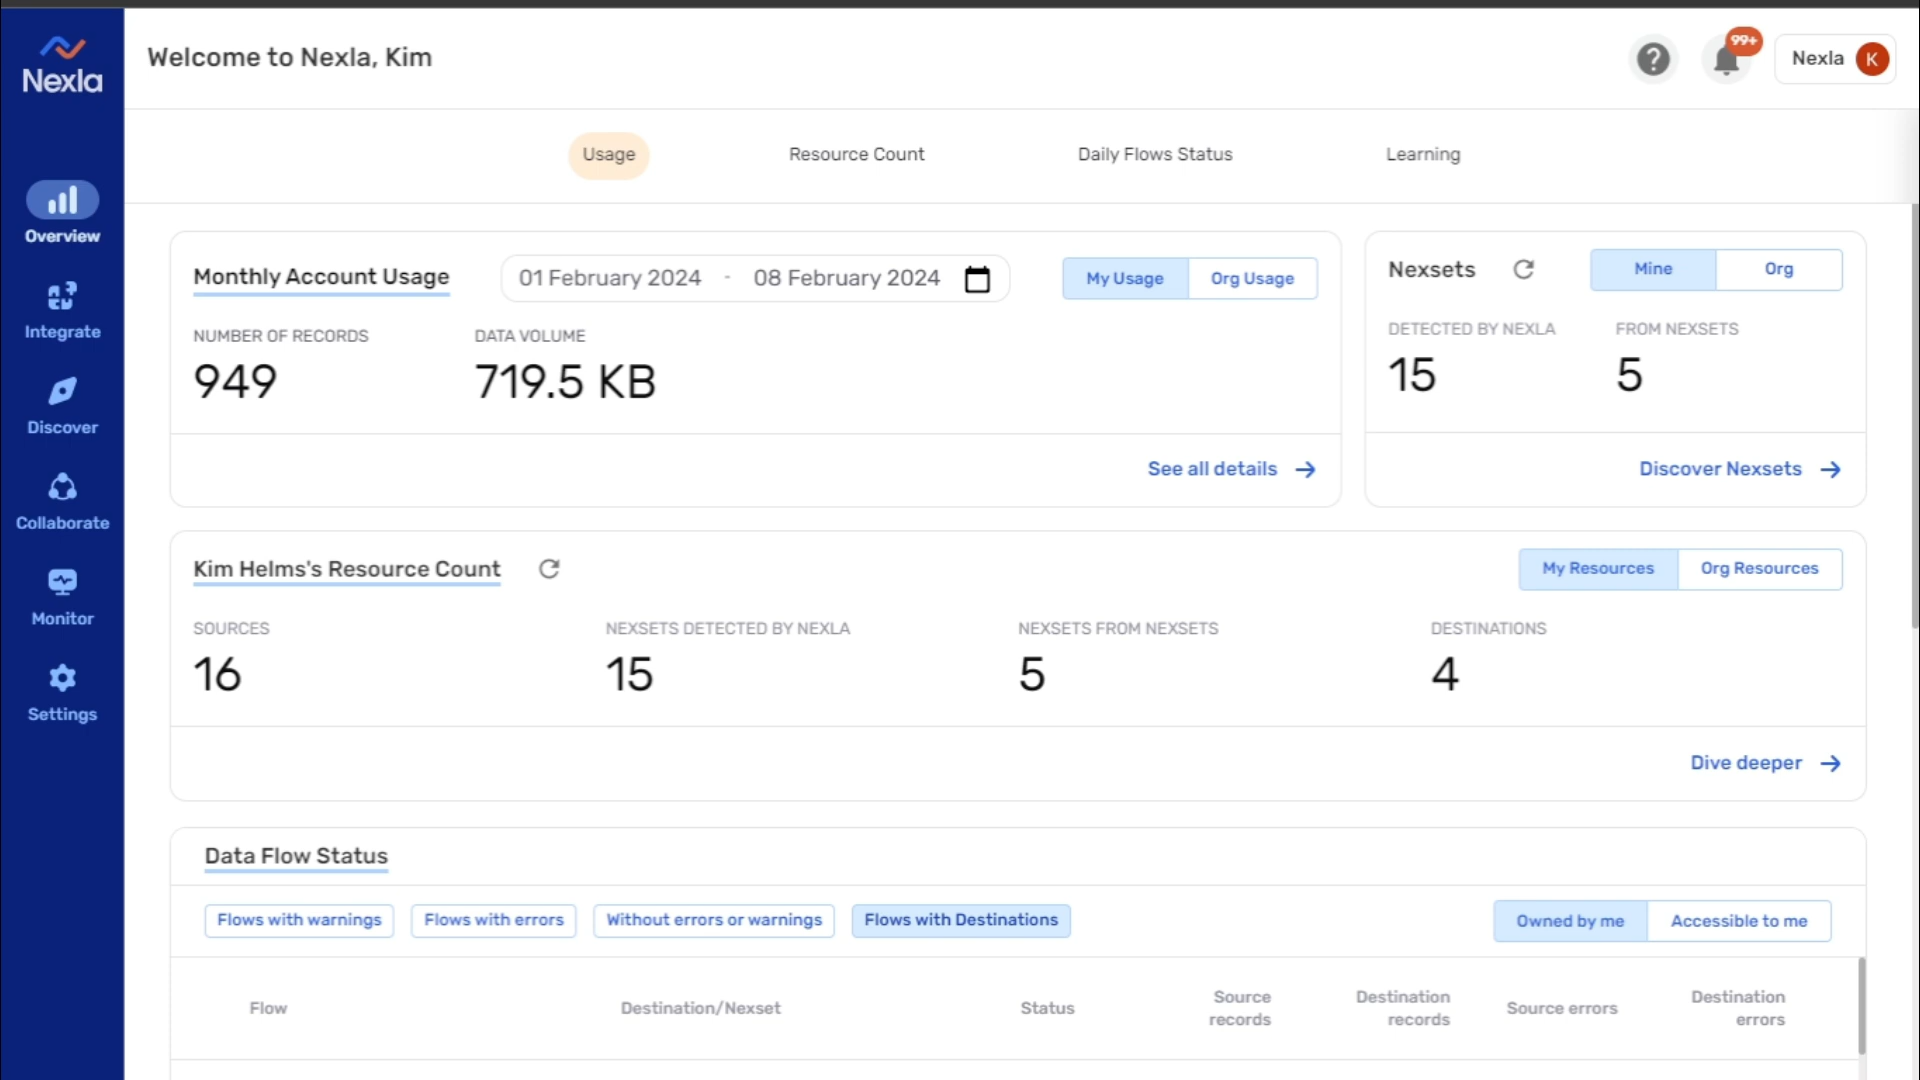 Nexla
Welcome to Nexla, Kim
?
99+
Nexla K
Overview
Integrate
Discover
Collaborate
Monitor
Settings
Usage
Resource Count
Daily Flows Status
Learning
Monthly Account Usage
01 February 2024 - 08 February 2024
My Usage
Org Usage
NUMBER OF RECORDS
949
DATA VOLUME
719.5 KB
See all details
Nexsets
Mine
Org
DETECTED BY NEXLA
15
FROM NEXSETS
5
Discover Nexsets
Kim Helms's Resource Count
My Resources
Org Resources
SOURCES
16
NEXSETS DETECTED BY NEXLA
15
NEXSETS FROM NEXSETS
5
DESTINATIONS
4
Dive deeper
Data Flow Status
Flows with warnings
Flows with errors
Without errors or warnings
Flows with Destinations
Owned by me
Accessible to me
Flow
Destination/Nexset
Status
Source
records
Destination
records
Source errors
Destination
errors